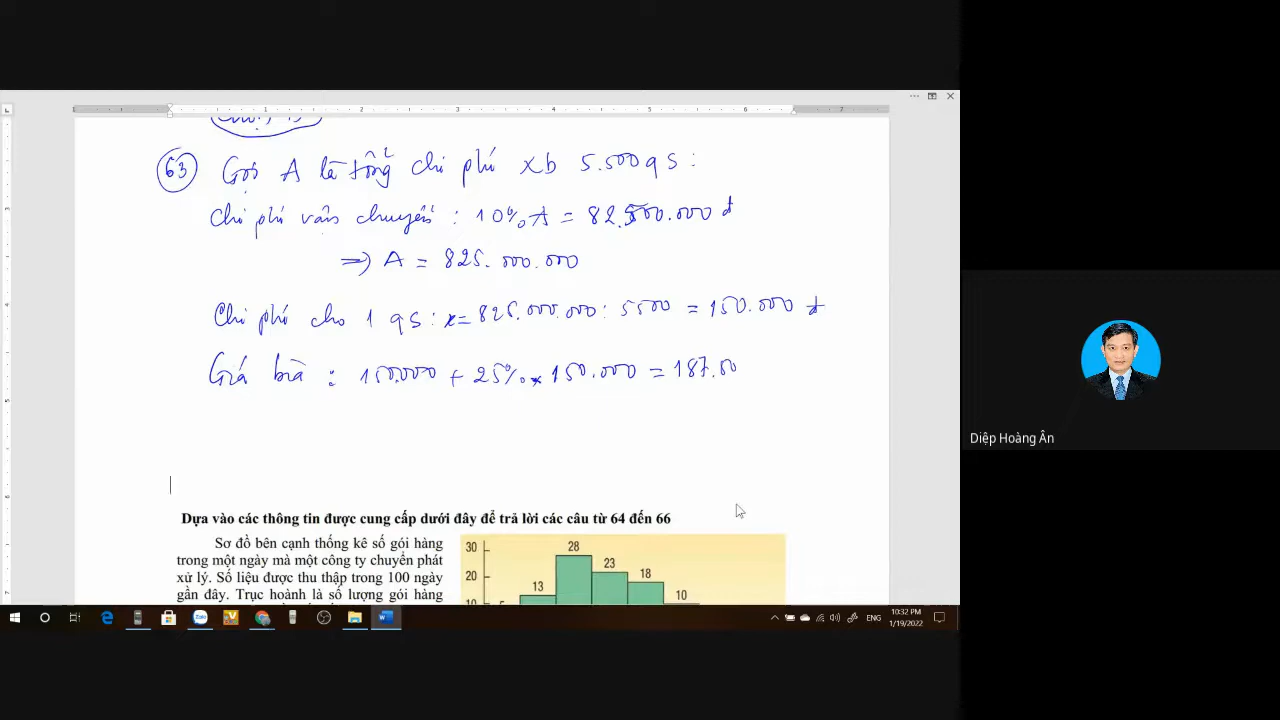 63 Gọi A là tổng chi phí xb 5.500 q s :
Chi phí vận chuyển : 10% A = 82.500.000 đ
=> A = 825.000.000
Chi phí cho 1 qs : x = 825.000.000 : 5500 = 150.000 đ
Giá bìa : 150.000 + 25% x 150.000 = 187.50
Dựa vào các thông tin được cung cấp dưới đây để trả lời các câu từ 64 đến 66
Sơ đồ bên cạnh thống kê số gói hàng
trong một ngày mà một công ty chuyển phát
xử lý. Số liệu được thu thập trong 100 ngày
gần đây. Trục hoành là số lượng gói hàng
30
28
23
20
18
13
10
10
Diệp Hoàng Ân
ENG
10:32 PM
1/19/2022